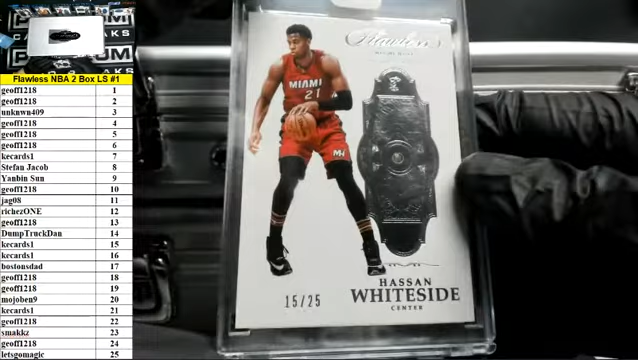 Flawless NBA 2 Box LS #1
geoff1218 1
geoff1218 2
unknwn409 3
geoff1218 4
geoff1218 5
geoff1218 6
kecards1 7
Stefan Jacob 8
Yanbin Sun 9
geoff1218 10
jag08 11
richezONE 12
geoff1218 13
DumpTruckDan 14
kecards1 15
kecards1 16
bostonsdad 17
geoff1218 18
geoff1218 19
mojoben9 20
kecards1 21
geoff1218 22
smakkz 23
geoff1218 24
letsgomagic 25
Flawless
MIAMI
21
15/25
HASSAN
WHITESIDE
CENTER